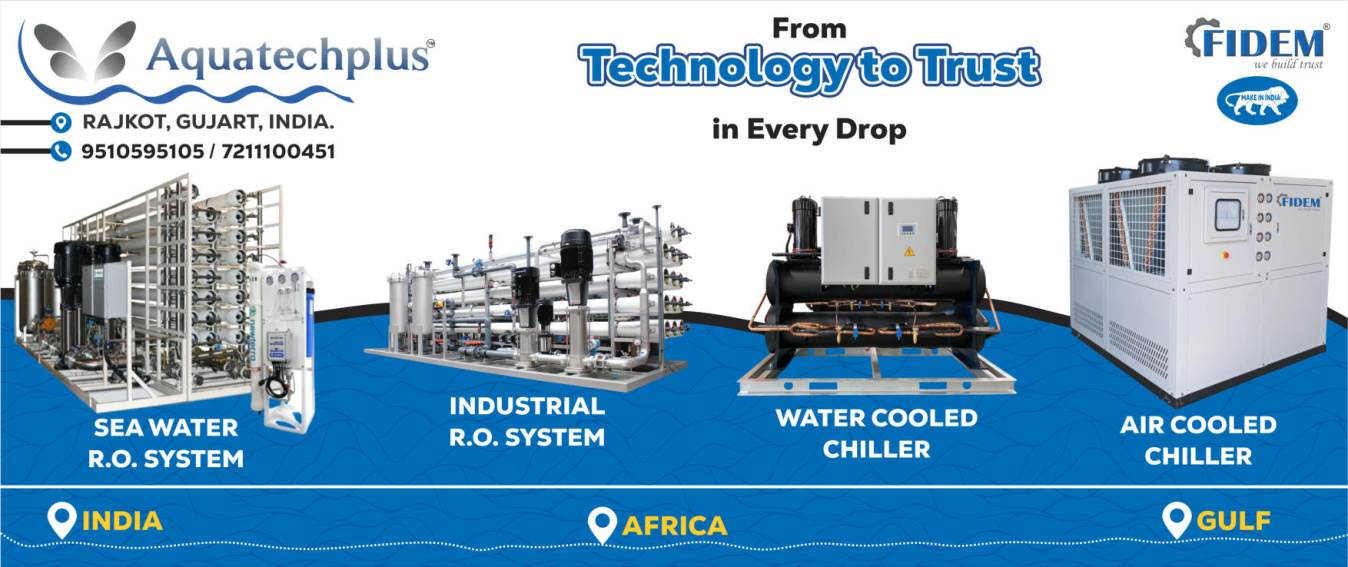 Aquatechplus™
RAJKOT, GUJART, INDIA.
9510595105 / 7211100451
From
Technology to Trust
in Every Drop
FIDEM®
we build trust
MAKE IN INDIA
FIDEM
SEA WATER
R.O. SYSTEM
INDUSTRIAL
R.O. SYSTEM
WATER COOLED
CHILLER
AIR COOLED
CHILLER
INDIA
AFRICA
GULF